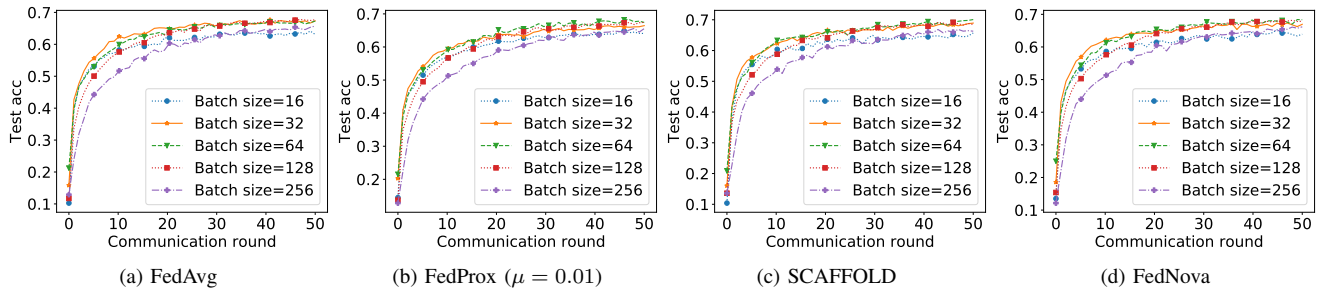 Test acc
0.7
0.6
0.5
0.4
0.3
0.2
0.1
Batch size=16
Batch size=32
Batch size=64
Batch size=128
Batch size=256
0 10 20 30 40 50
Communication round
(a) FedAvg
Test acc
0.7
0.6
0.5
0.4
0.3
0.2
Batch size=16
Batch size=32
Batch size=64
Batch size=128
Batch size=256
0 10 20 30 40 50
Communication round
(b) FedProx (μ = 0.01)
Test acc
0.7
0.6
0.5
0.4
0.3
0.2
0.1
Batch size=16
Batch size=32
Batch size=64
Batch size=128
Batch size=256
0 10 20 30 40 50
Communication round
(c) SCAFFOLD
Test acc
0.7
0.6
0.5
0.4
0.3
0.2
0.1
Batch size=16
Batch size=32
Batch size=64
Batch size=128
Batch size=256
0 10 20 30 40 50
Communication round
(d) FedNova